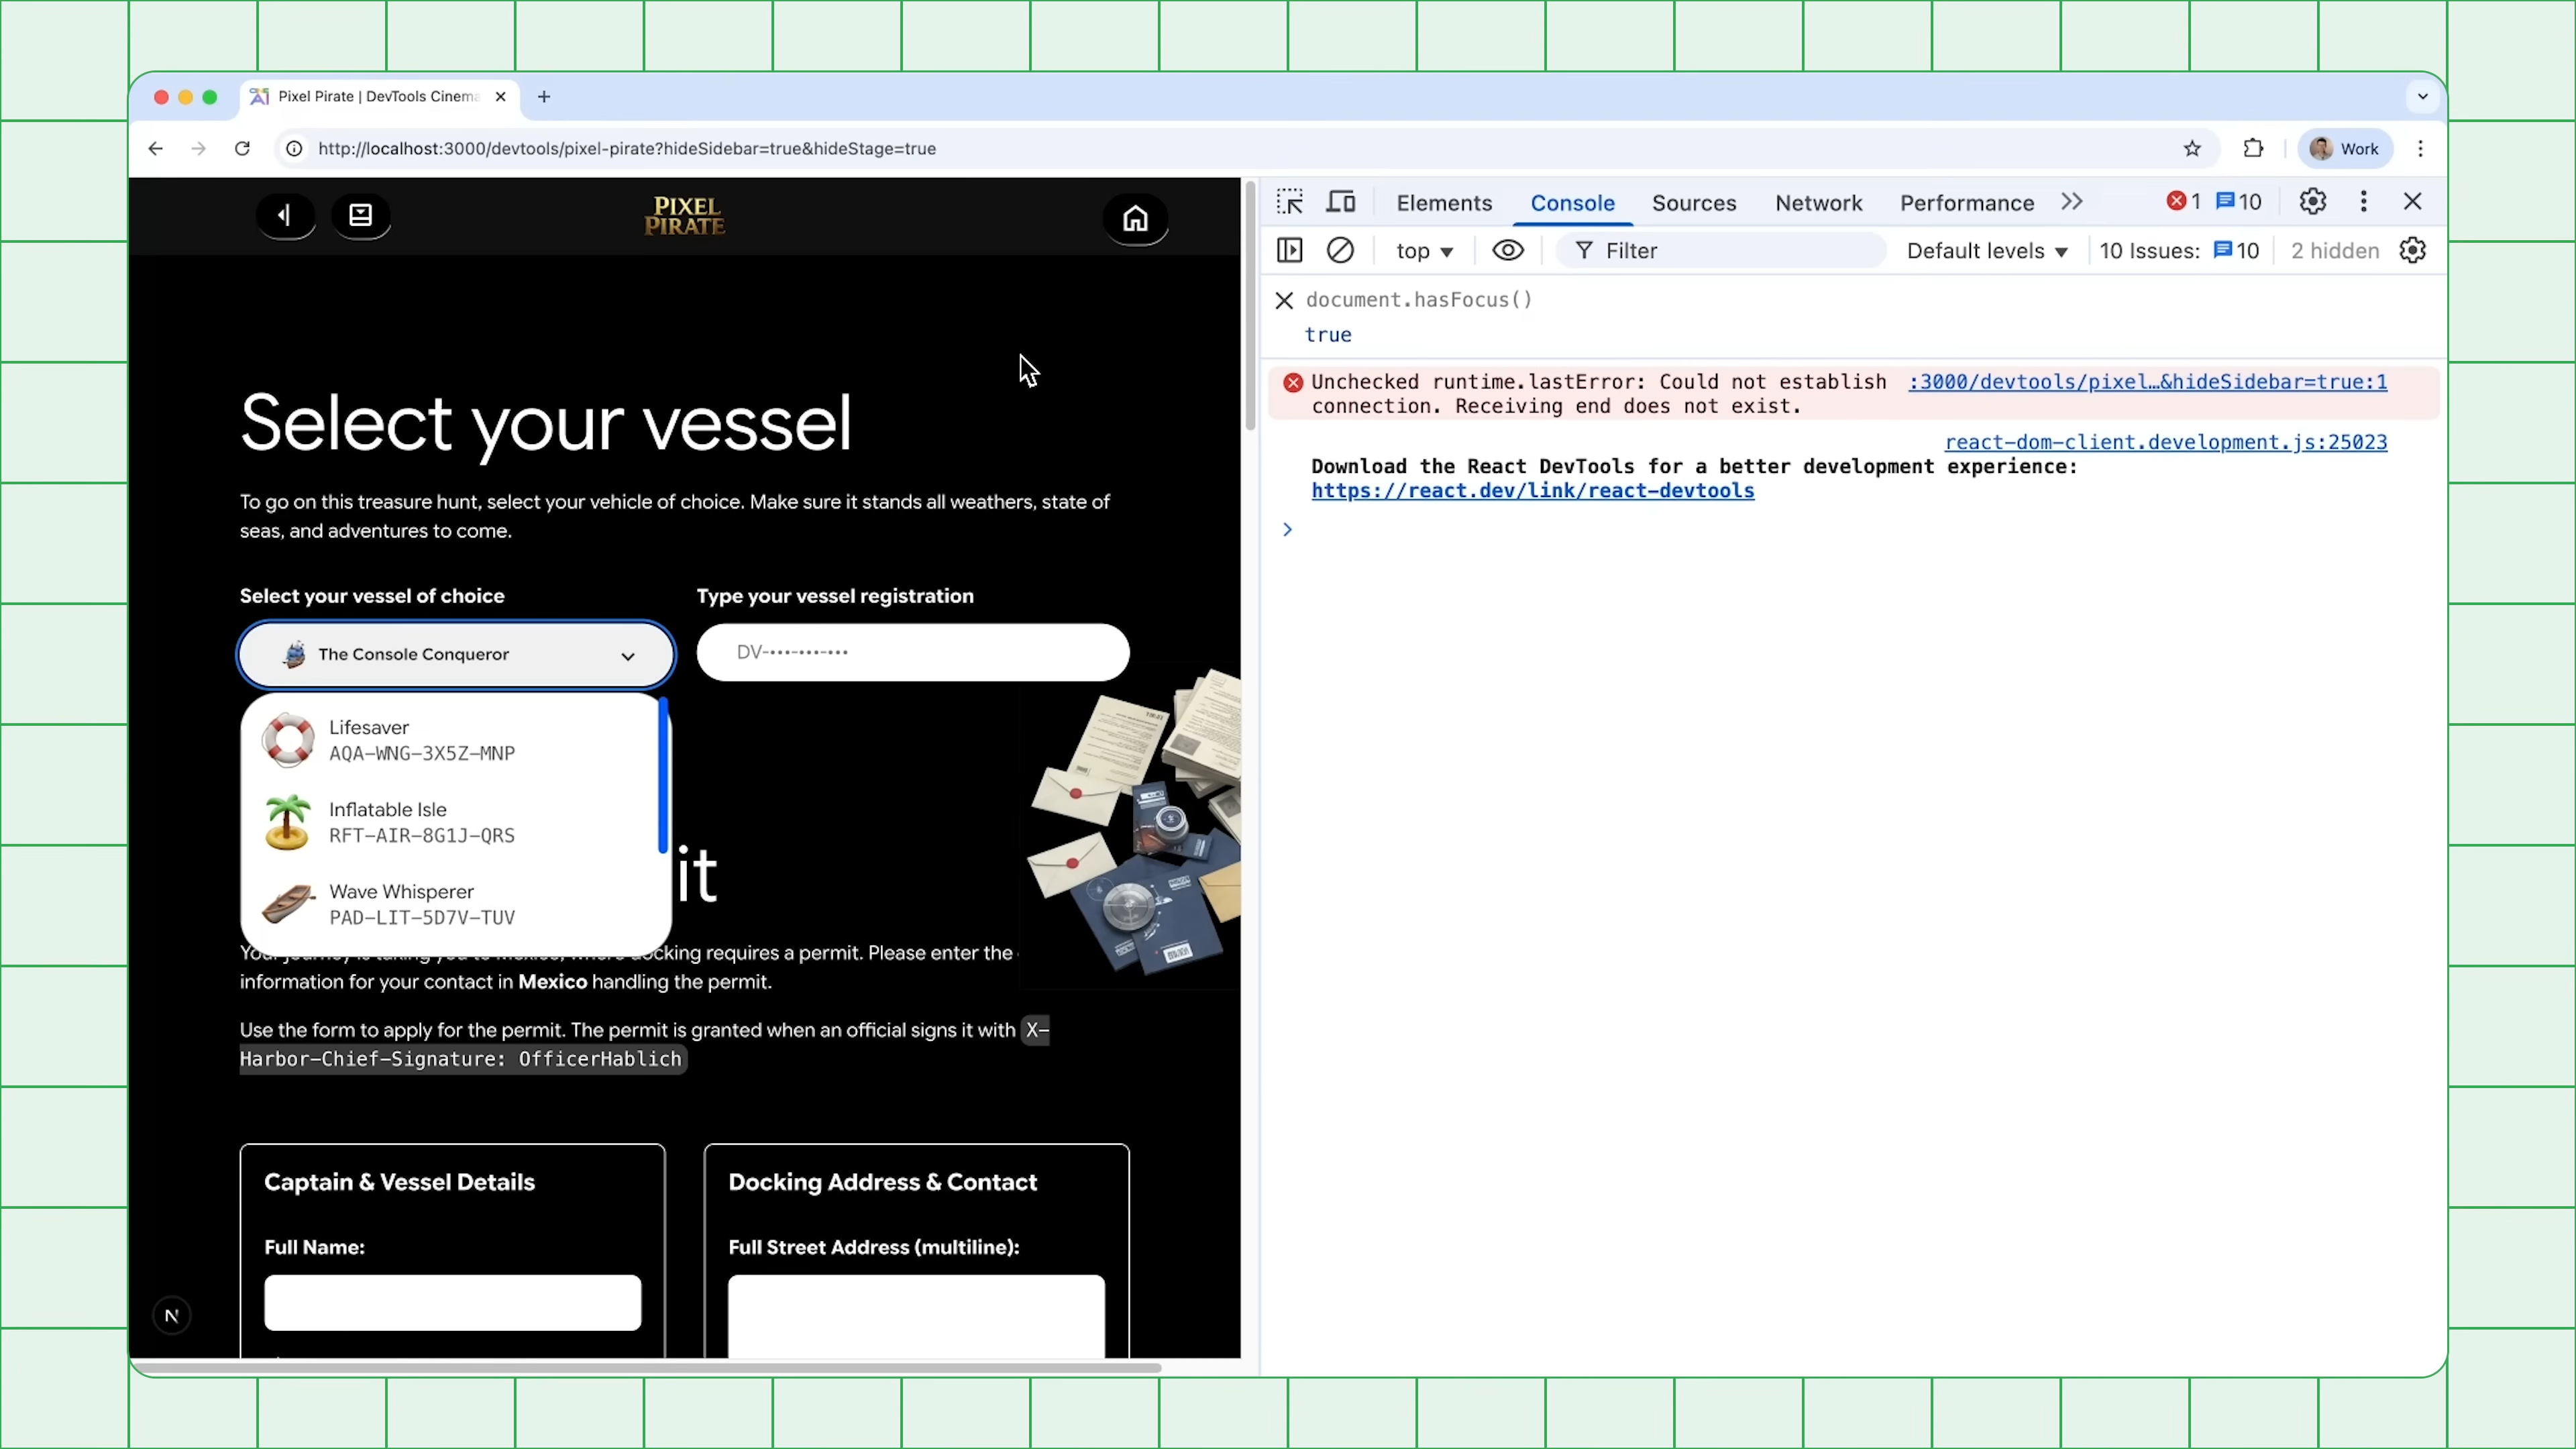 Pixel Pirate | DevTools Cinema
http://localhost:3000/devtools/pixel-pirate?hideSidebar=true&hideStage=true
Work
PIXEL
PIRATE
Select your vessel
To go on this treasure hunt, select your vehicle of choice. Make sure it stands all weathers, state of
seas, and adventures to come.
Select your vessel of choice
Type your vessel registration
The Console Conqueror
DV-•••-•••-•••
Lifesaver
AQA-WNG-3X5Z-MNP
Inflatable Isle
RFT-AIR-8G1J-QRS
Wave Whisperer
PAD-LIT-5D7V-TUV
it
docking requires a permit. Please enter the
information for your contact in Mexico handling the permit.
Use the form to apply for the permit. The permit is granted when an official signs it with X-
Harbor-Chief-Signature: OfficerHablich
Captain & Vessel Details
Full Name:
Docking Address & Contact
Full Street Address (multiline):
N
Elements Console Sources Network Performance 1 10
top Filter Default levels 10 Issues: 10 2 hidden
document.hasFocus()
true
Unchecked runtime.lastError: Could not establish :3000/devtools/pixel…&hideSidebar=true:1
connection. Receiving end does not exist.
react-dom-client.development.js:25023
Download the React DevTools for a better development experience:
https://react.dev/link/react-devtools